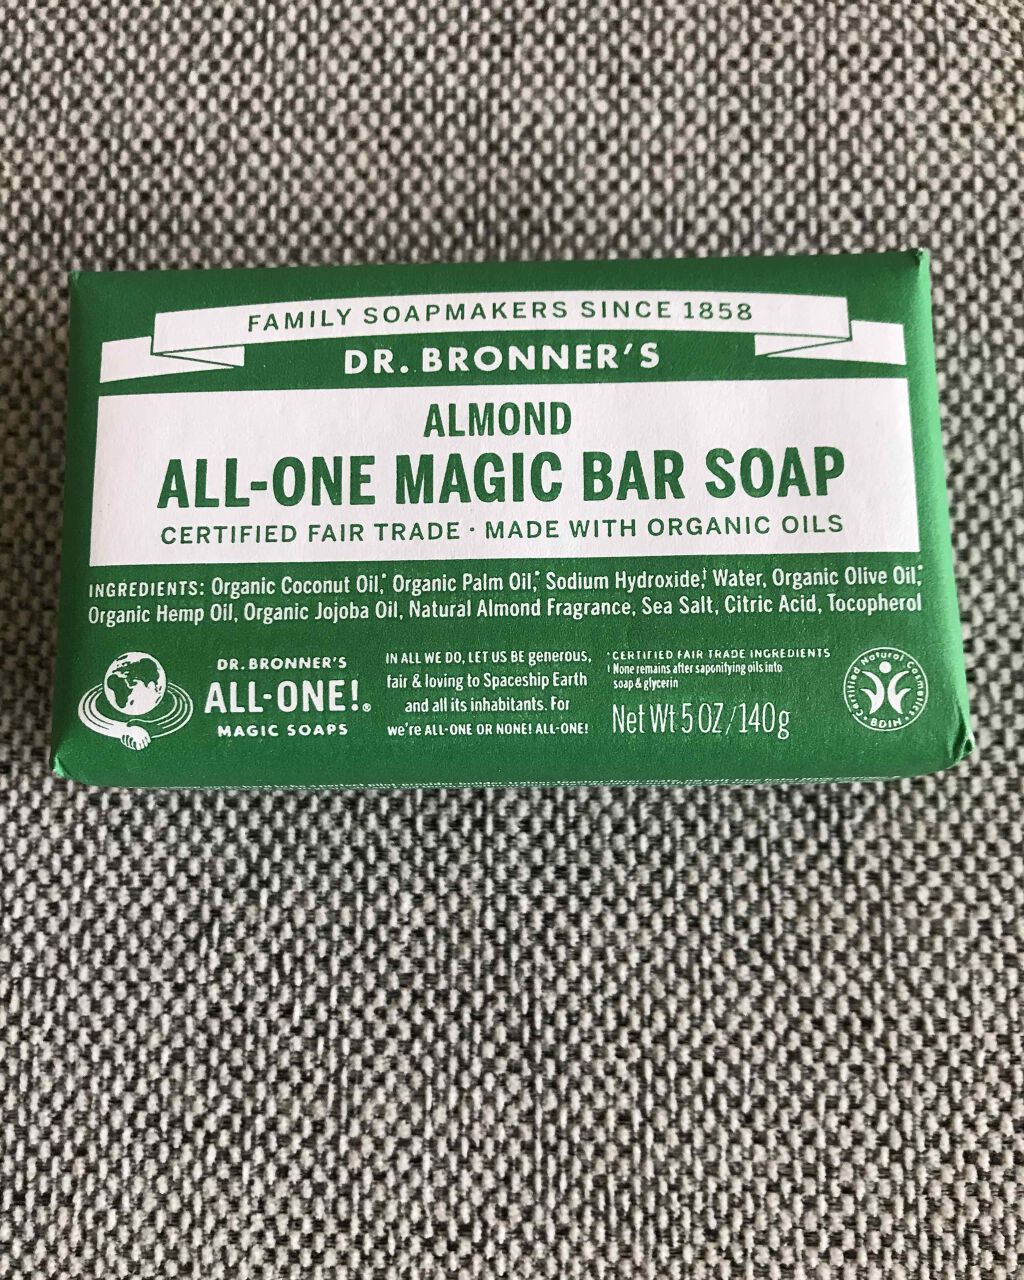 FAMILY SOAPMAKERS SINCE 1858
DR. BRONNER'S
ALMOND
ALL-ONE MAGIC BAR SOAP
CERTIFIED FAIR TRADE · MADE WITH ORGANIC OILS
INGREDIENTS: Organic Coconut Oil,* Organic Palm Oil,* Sodium Hydroxide,† Water, Organic Olive Oil,*
Organic Hemp Oil, Organic Jojoba Oil, Natural Almond Fragrance, Sea Salt, Citric Acid, Tocopherol
DR. BRONNER'S
ALL-ONE!®
MAGIC SOAPS
IN ALL WE DO, LET US BE generous,
fair & loving to Spaceship Earth
and all its inhabitants. For
we're ALL-ONE OR NONE! ALL-ONE!
*CERTIFIED FAIR TRADE INGREDIENTS
† None remains after saponifying oils into
soap & glycerin
Net Wt 5 OZ/140g
Certified Natural Cosmetics
· BDIH ·